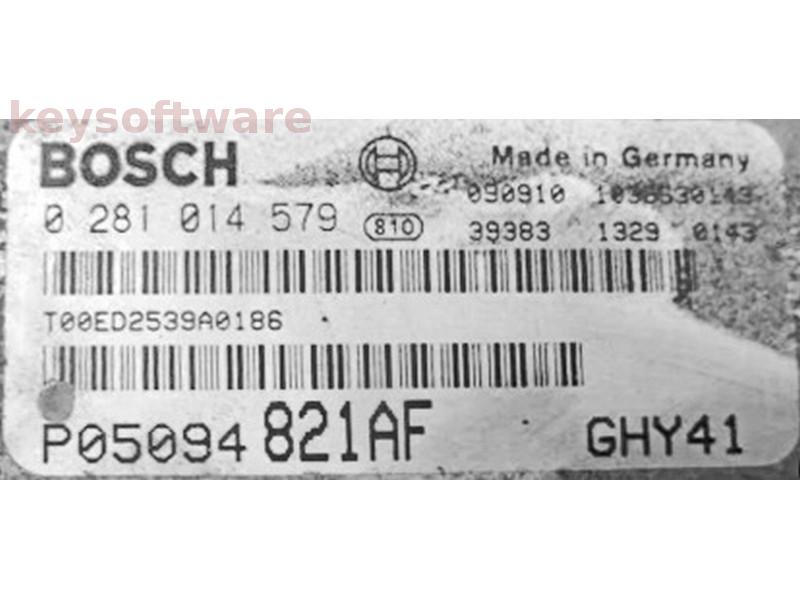 keysoftware
BOSCH Made in Germany
090910
0 281 014 579 810 39383 1329 0143
T00ED2539A0186
P05094 821AF GHY41